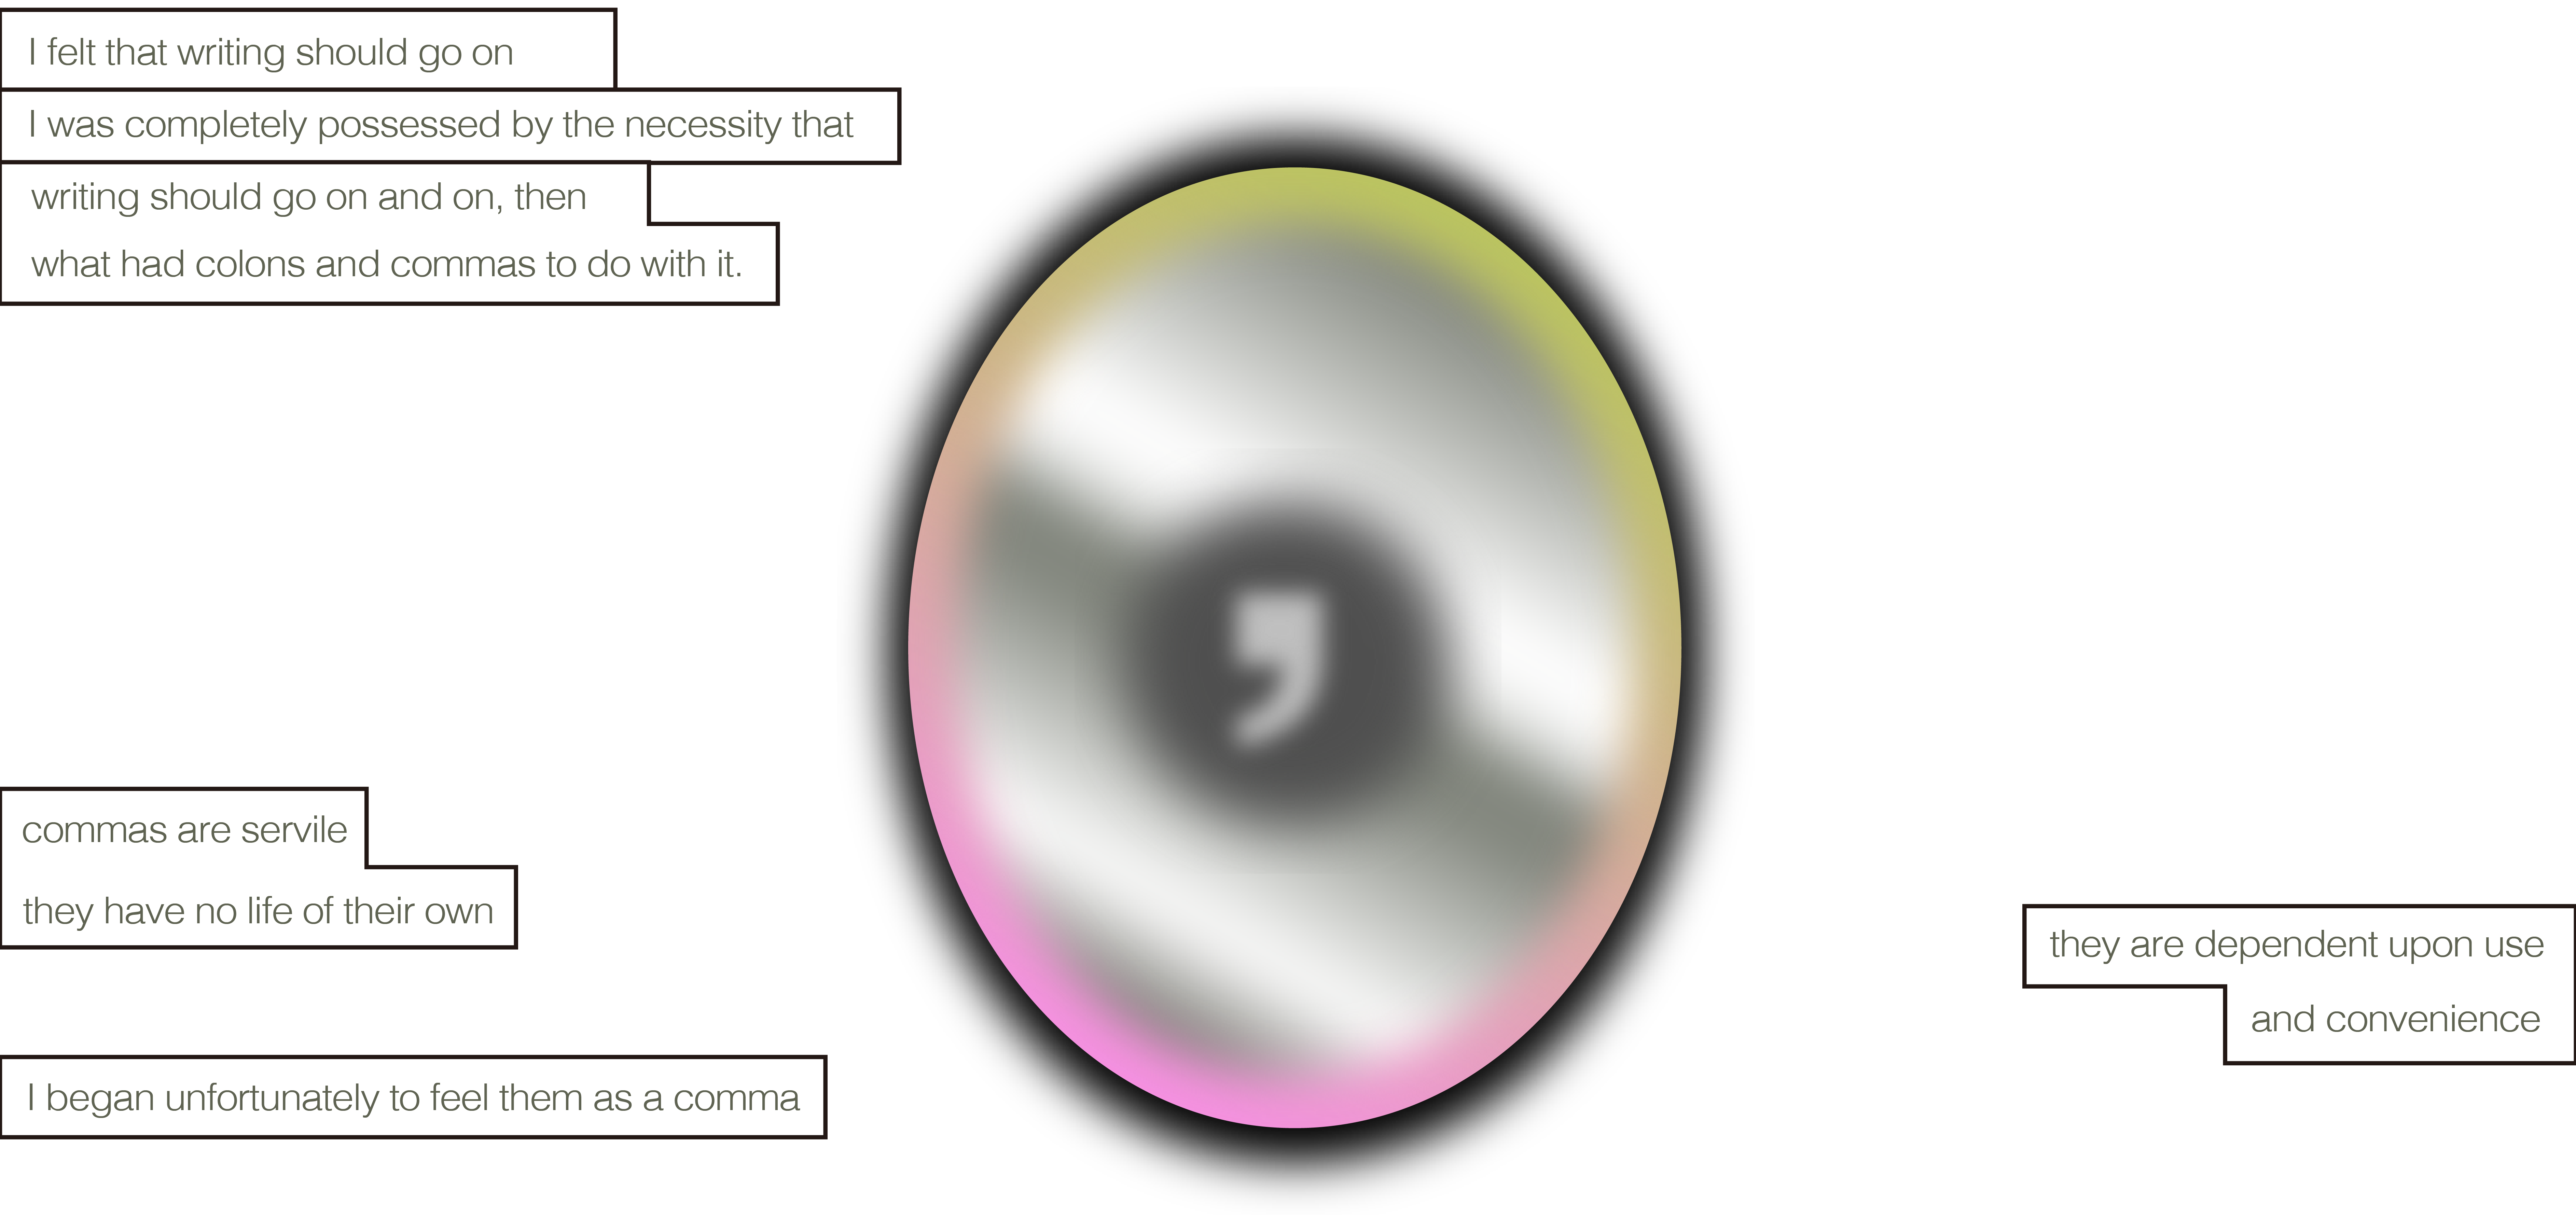 I felt that writing should go on
I was completely possessed by the necessity that
writing should go on and on, then
what had colons and commas to do with it.
,
commas are servile
they have no life of their own
they are dependent upon use
and convenience
I began unfortunately to feel them as a comma